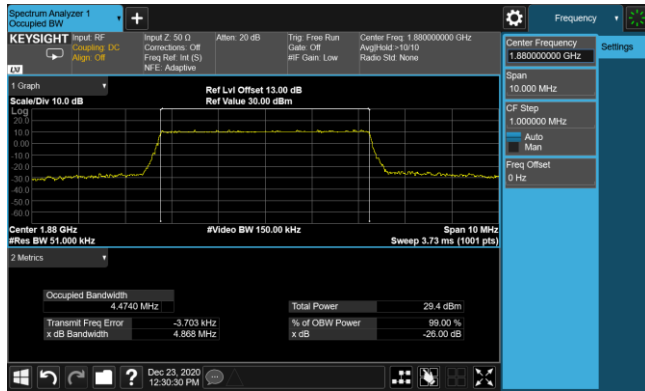 Spectrum Analyzer 1
Occupied BW
+
Frequency
KEYSIGHT
Input: RF
Coupling: DC
Align: Off
Input Z: 50 Ω
Corrections: Off
Freq Ref: Int (S)
NFE: Adaptive
Atten: 20 dB
Trig: Free Run
Gate: Off
#IF Gain: Low
Center Freq: 1.880000000 GHz
Avg|Hold >10/10
Radio Std: None
LXI
Center Frequency
1.880000000 GHz
Settings
Span
10.000 MHz
CF Step
1.000000 MHz
Auto
Man
Freq Offset
0 Hz
1 Graph
Scale/Div 10.0 dB
Ref Lvl Offset 13.00 dB
Ref Value 30.00 dBm
Log
20.0
10.0
0.00
-10.0
-20.0
-30.0
-40.0
-50.0
-60.0
Center 1.88 GHz
#Res BW 51.000 kHz
#Video BW 150.00 kHz
Span 10 MHz
Sweep 3.73 ms (1001 pts)
2 Metrics
Occupied Bandwidth
4.4740 MHz
Total Power 29.4 dBm
Transmit Freq Error -3.703 kHz
% of OBW Power 99.00 %
x dB Bandwidth 4.868 MHz
x dB -26.00 dB
?
Dec 23, 2020
12:30:30 PM